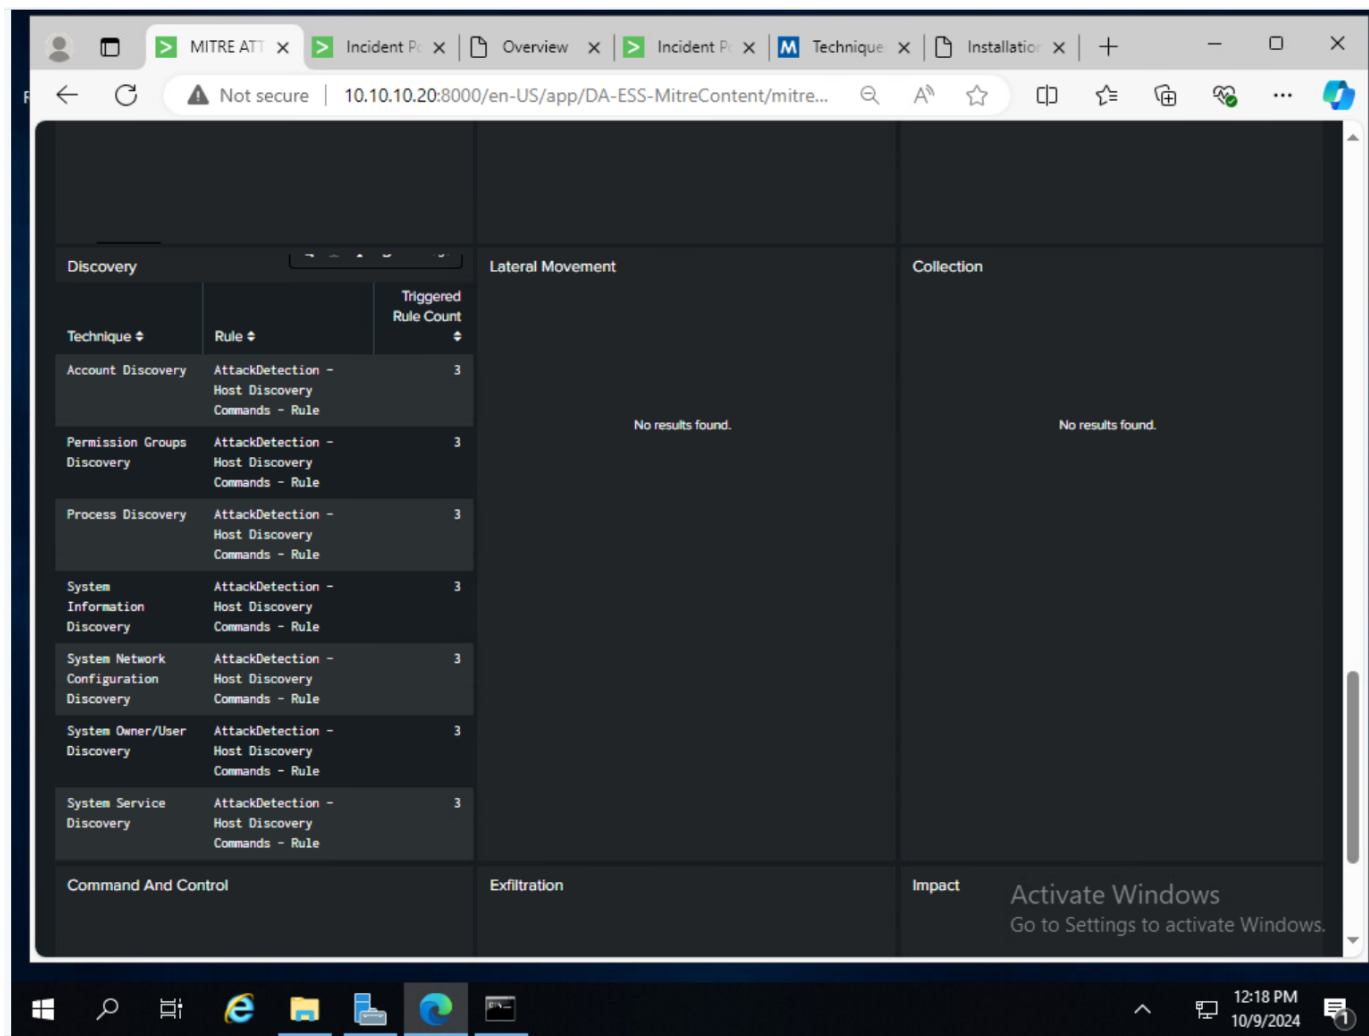 MITRE ATT
Incident Po
Overview
Incident Po
Technique
Installation
Not secure
10.10.10.20:8000/en-US/app/DA-ESS-MitreContent/mitre...
Discovery
Lateral Movement
Collection
Technique
Rule
Triggered
Rule Count
Account Discovery
AttackDetection -
Host Discovery
Commands - Rule
3
Permission Groups
Discovery
AttackDetection -
Host Discovery
Commands - Rule
3
Process Discovery
AttackDetection -
Host Discovery
Commands - Rule
3
System
Information
Discovery
AttackDetection -
Host Discovery
Commands - Rule
3
System Network
Configuration
Discovery
AttackDetection -
Host Discovery
Commands - Rule
3
System Owner/User
Discovery
AttackDetection -
Host Discovery
Commands - Rule
3
System Service
Discovery
AttackDetection -
Host Discovery
Commands - Rule
3
No results found.
No results found.
Command And Control
Exfiltration
Impact
Activate Windows
Go to Settings to activate Windows.
12:18 PM
10/9/2024
1